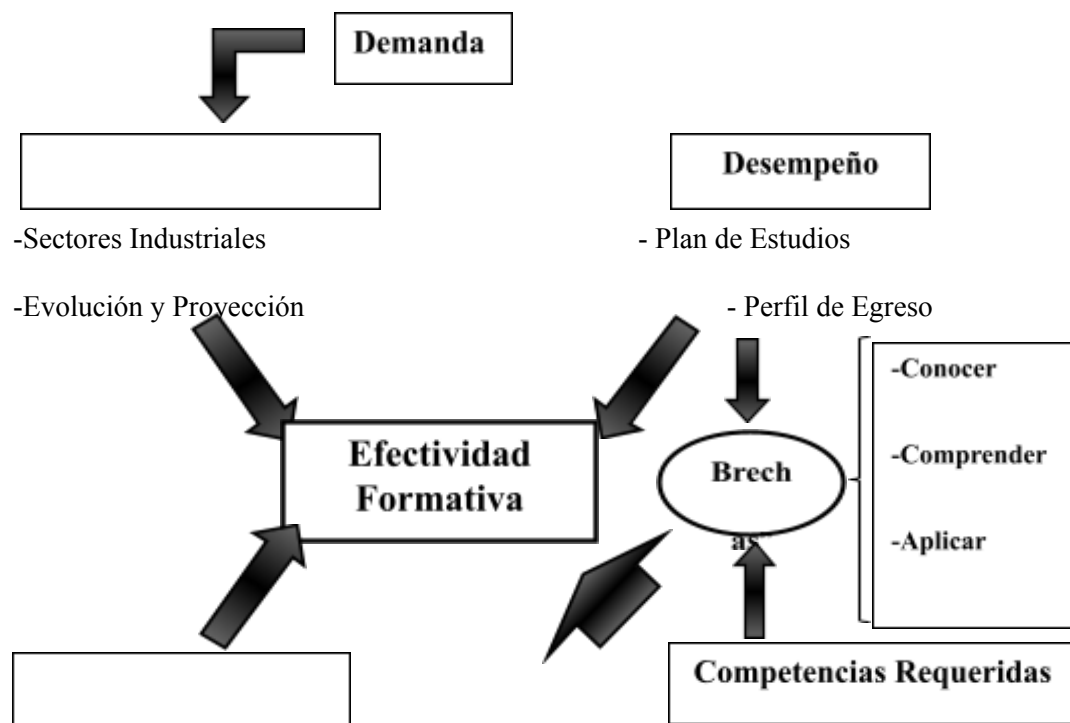 Demanda
Desempeño
-Sectores Industriales
- Plan de Estudios
-Evolución y Proyección
- Perfil de Egreso
Efectividad
Formativa
Brech
as
-Conocer
-Comprender
-Aplicar
Competencias Requeridas